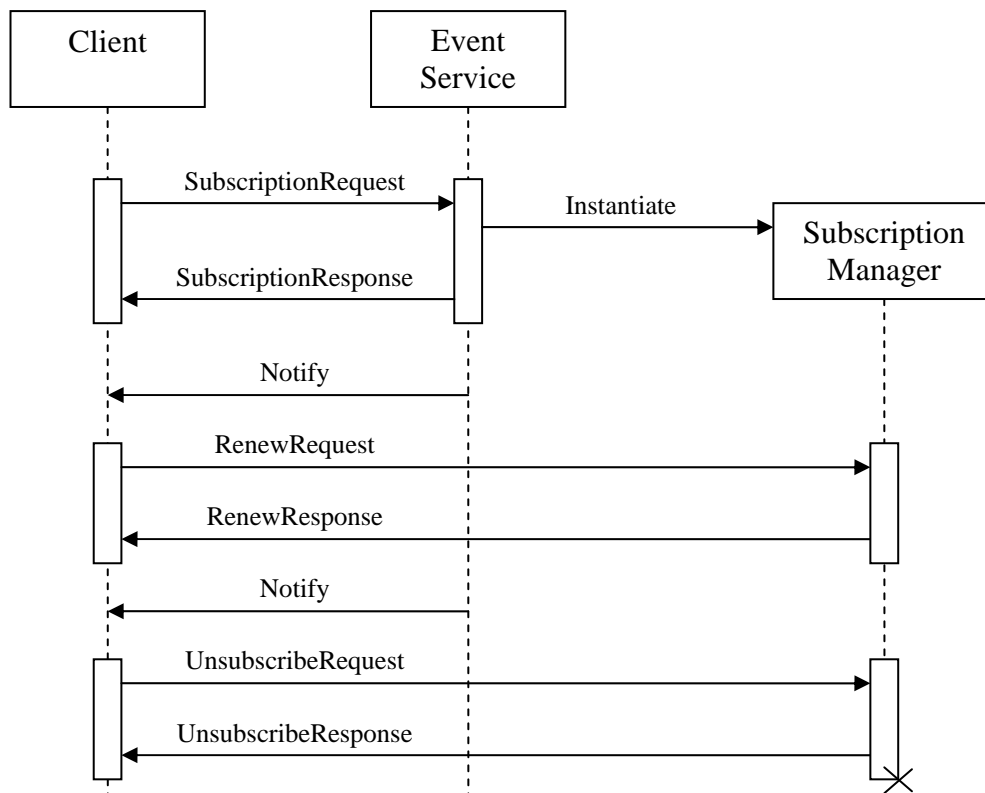 Client
Event
Service
SubscriptionRequest
Instantiate
Subscription
Manager
SubscriptionResponse
Notify
RenewRequest
RenewResponse
Notify
UnsubscribeRequest
UnsubscribeResponse